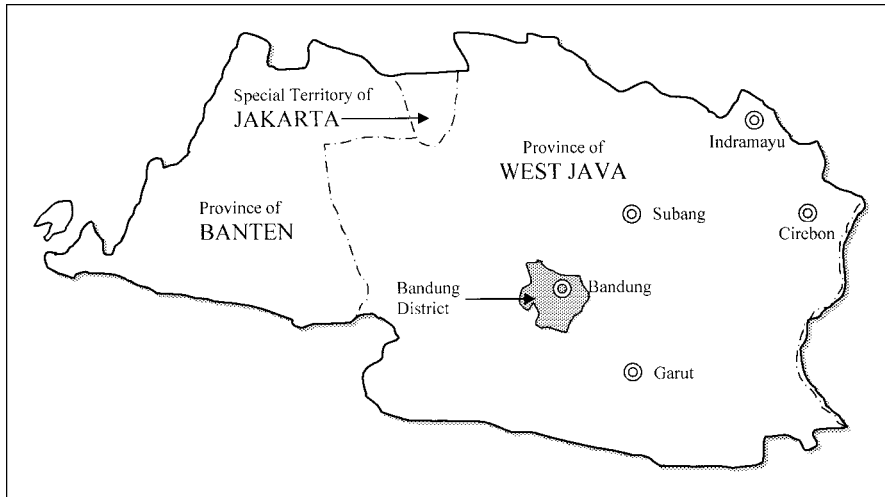 Special Territory of
JAKARTA
Indramayu
Province of
WEST JAVA
Province of
BANTEN
Subang
Cirebon
Bandung
District
Bandung
Garut